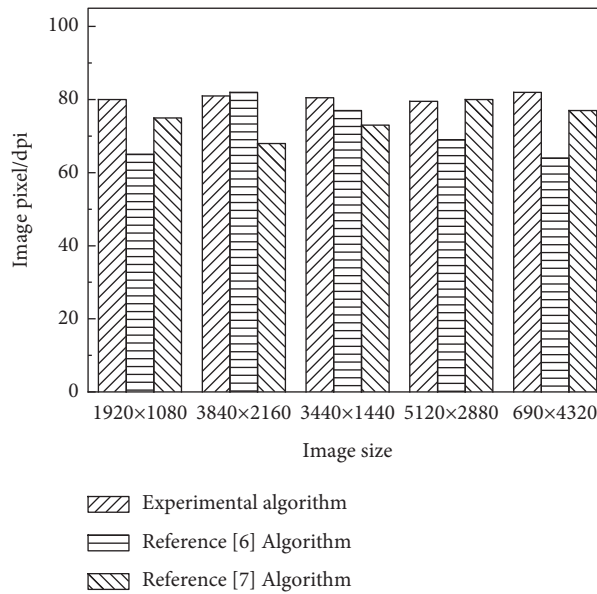 Image pixel/dpi
100
80
60
40
20
0
1920×1080 3840×2160 3440×1440 5120×2880 690×4320
Image size
Experimental algorithm
Reference [6] Algorithm
Reference [7] Algorithm